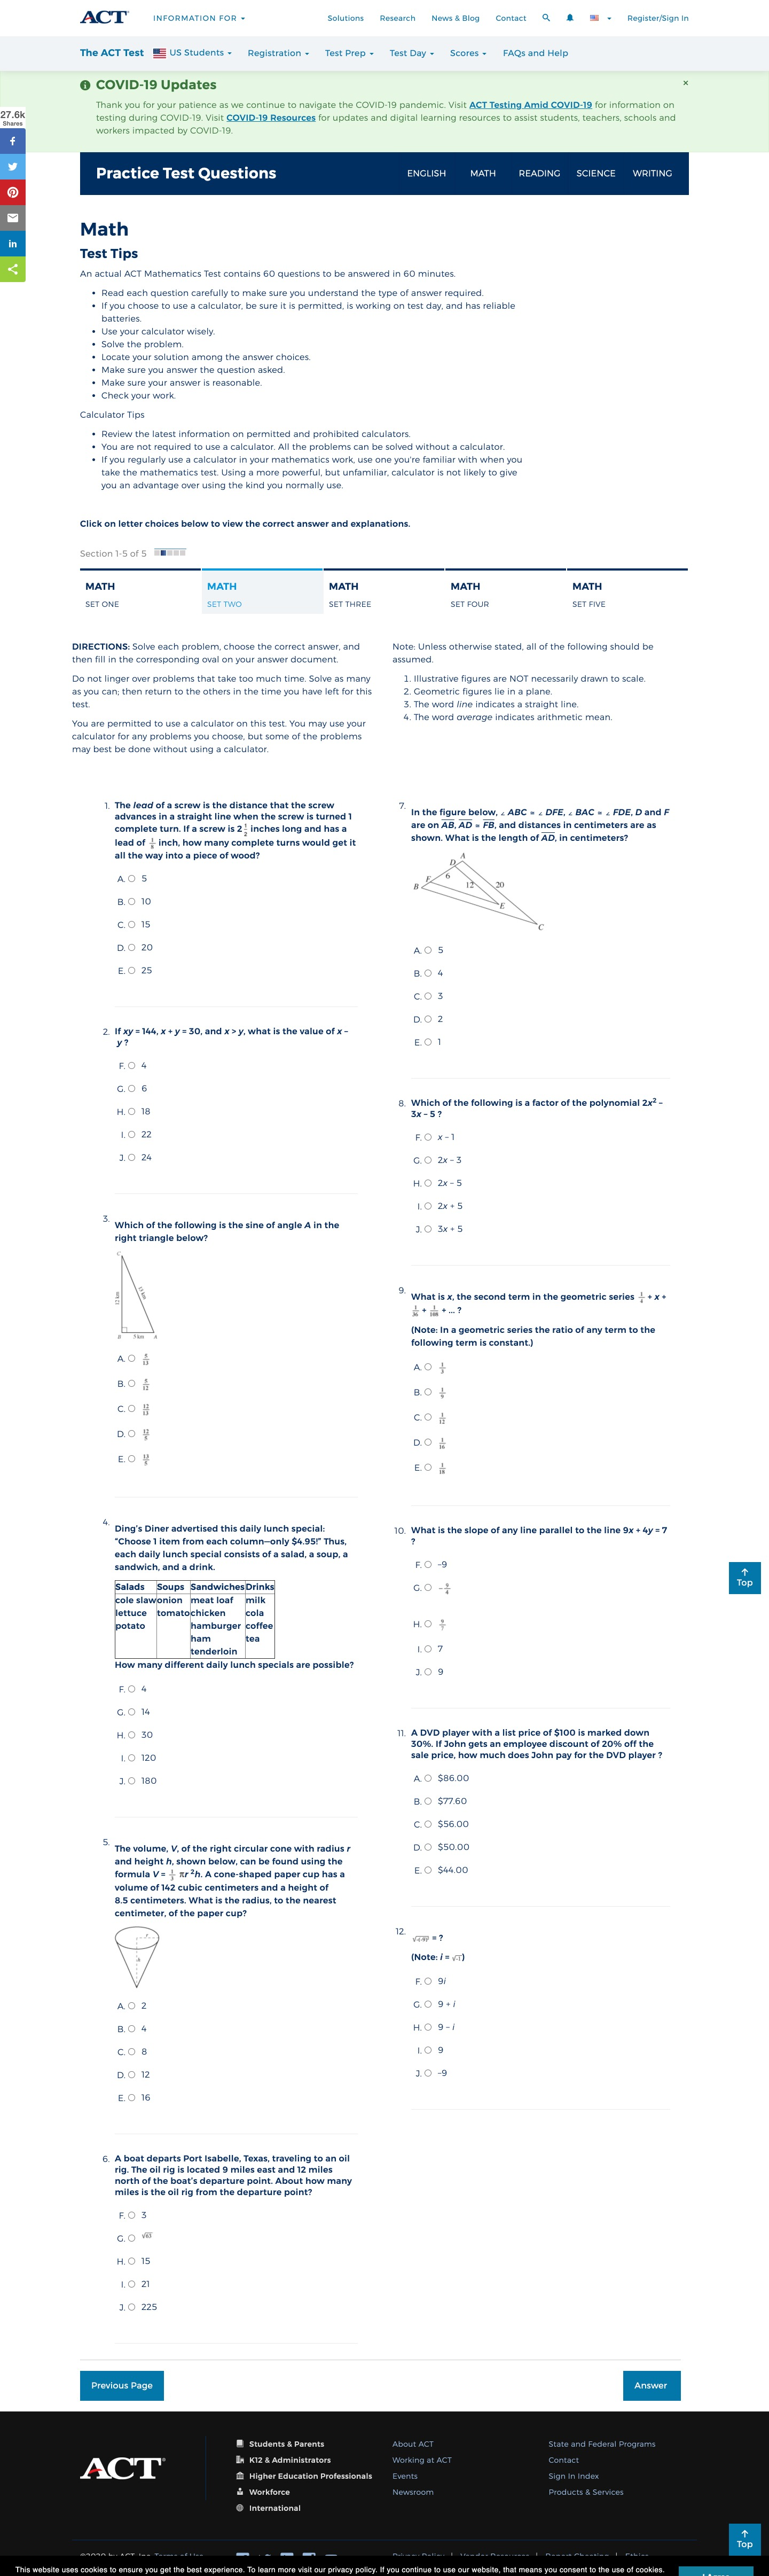 ACT
INFORMATION FOR
Solutions
Research
News & Blog
Contact
Register/Sign In
The ACT Test
US Students
Registration
Test Prep
Test Day
Scores
FAQs and Help
COVID-19 Updates
×
Thank you for your patience as we continue to navigate the COVID-19 pandemic. Visit ACT Testing Amid COVID-19 for information on
testing during COVID-19. Visit COVID-19 Resources for updates and digital learning resources to assist students, teachers, schools and
workers impacted by COVID-19.
27.6k
Shares
Practice Test Questions
ENGLISH
MATH
READING
SCIENCE
WRITING
Math
Test Tips
An actual ACT Mathematics Test contains 60 questions to be answered in 60 minutes.
• Read each question carefully to make sure you understand the type of answer required.
• If you choose to use a calculator, be sure it is permitted, is working on test day, and has reliable
batteries.
• Use your calculator wisely.
• Solve the problem.
• Locate your solution among the answer choices.
• Make sure you answer the question asked.
• Make sure your answer is reasonable.
• Check your work.
Calculator Tips
• Review the latest information on permitted and prohibited calculators.
• You are not required to use a calculator. All the problems can be solved without a calculator.
• If you regularly use a calculator in your mathematics work, use one you're familiar with when you
take the mathematics test. Using a more powerful, but unfamiliar, calculator is not likely to give
you an advantage over using the kind you normally use.
Click on letter choices below to view the correct answer and explanations.
Section 1-5 of 5
MATH
SET ONE
MATH
SET TWO
MATH
SET THREE
MATH
SET FOUR
MATH
SET FIVE
DIRECTIONS: Solve each problem, choose the correct answer, and
then fill in the corresponding oval on your answer document.
Do not linger over problems that take too much time. Solve as many
as you can; then return to the others in the time you have left for this
test.
You are permitted to use a calculator on this test. You may use your
calculator for any problems you choose, but some of the problems
may best be done without using a calculator.
Note: Unless otherwise stated, all of the following should be
assumed.
1. Illustrative figures are NOT necessarily drawn to scale.
2. Geometric figures lie in a plane.
3. The word line indicates a straight line.
4. The word average indicates arithmetic mean.
1. The lead of a screw is the distance that the screw
advances in a straight line when the screw is turned 1
complete turn. If a screw is 2 1/2 inches long and has a
lead of 1/8 inch, how many complete turns would get it
all the way into a piece of wood?
A. 5
B. 10
C. 15
D. 20
E. 25
2. If xy = 144, x + y = 30, and x > y, what is the value of x –
y ?
F. 4
G. 6
H. 18
I. 22
J. 24
3. Which of the following is the sine of angle A in the
right triangle below?
C
12 km
13 km
B 5 km A
A. 5/13
B. 5/12
C. 12/13
D. 12/5
E. 13/5
4. Ding's Diner advertised this daily lunch special:
"Choose 1 item from each column—only $4.95!" Thus,
each daily lunch special consists of a salad, a soup, a
sandwich, and a drink.
Salads Soups Sandwiches Drinks
cole slaw onion meat loaf milk
lettuce tomato chicken cola
potato hamburger coffee
ham tea
tenderloin
How many different daily lunch specials are possible?
F. 4
G. 14
H. 30
I. 120
J. 180
5. The volume, V, of the right circular cone with radius r
and height h, shown below, can be found using the
formula V = 1/3 πr ²h. A cone-shaped paper cup has a
volume of 142 cubic centimeters and a height of
8.5 centimeters. What is the radius, to the nearest
centimeter, of the paper cup?
r
h
A. 2
B. 4
C. 8
D. 12
E. 16
6. A boat departs Port Isabelle, Texas, traveling to an oil
rig. The oil rig is located 9 miles east and 12 miles
north of the boat's departure point. About how many
miles is the oil rig from the departure point?
F. 3
G. √63
H. 15
I. 21
J. 225
7. In the figure below, ∠ ABC ≅ ∠ DFE, ∠ BAC ≅ ∠ FDE, D and F
are on AB, AD ≅ FB, and distances in centimeters are as
shown. What is the length of AD, in centimeters?
A
D
F 6
B 12 20
E
C
A. 5
B. 4
C. 3
D. 2
E. 1
8. Which of the following is a factor of the polynomial 2x² –
3x – 5 ?
F. x – 1
G. 2x – 3
H. 2x – 5
I. 2x + 5
J. 3x + 5
9. What is x, the second term in the geometric series 1/4 + x +
1/36 + 1/108 + ... ?
(Note: In a geometric series the ratio of any term to the
following term is constant.)
A. 1/3
B. 1/9
C. 1/12
D. 1/16
E. 1/18
10. What is the slope of any line parallel to the line 9x + 4y = 7
?
F. –9
G. –9/4
H. 9/7
I. 7
J. 9
11. A DVD player with a list price of $100 is marked down
30%. If John gets an employee discount of 20% off the
sale price, how much does John pay for the DVD player ?
A. $86.00
B. $77.60
C. $56.00
D. $50.00
E. $44.00
12. = ?
(Note: i = √-1)
F. 9i
G. 9 + i
H. 9 – i
I. 9
J. –9
Top
Previous Page
Answer
ACT
Students & Parents
K12 & Administrators
Higher Education Professionals
Workforce
International
About ACT
Working at ACT
Events
Newsroom
State and Federal Programs
Contact
Sign In Index
Products & Services
Top
This website uses cookies to ensure you get the best experience. To learn more visit our privacy policy. If you continue to use our website, that means you consent to the use of cookies.